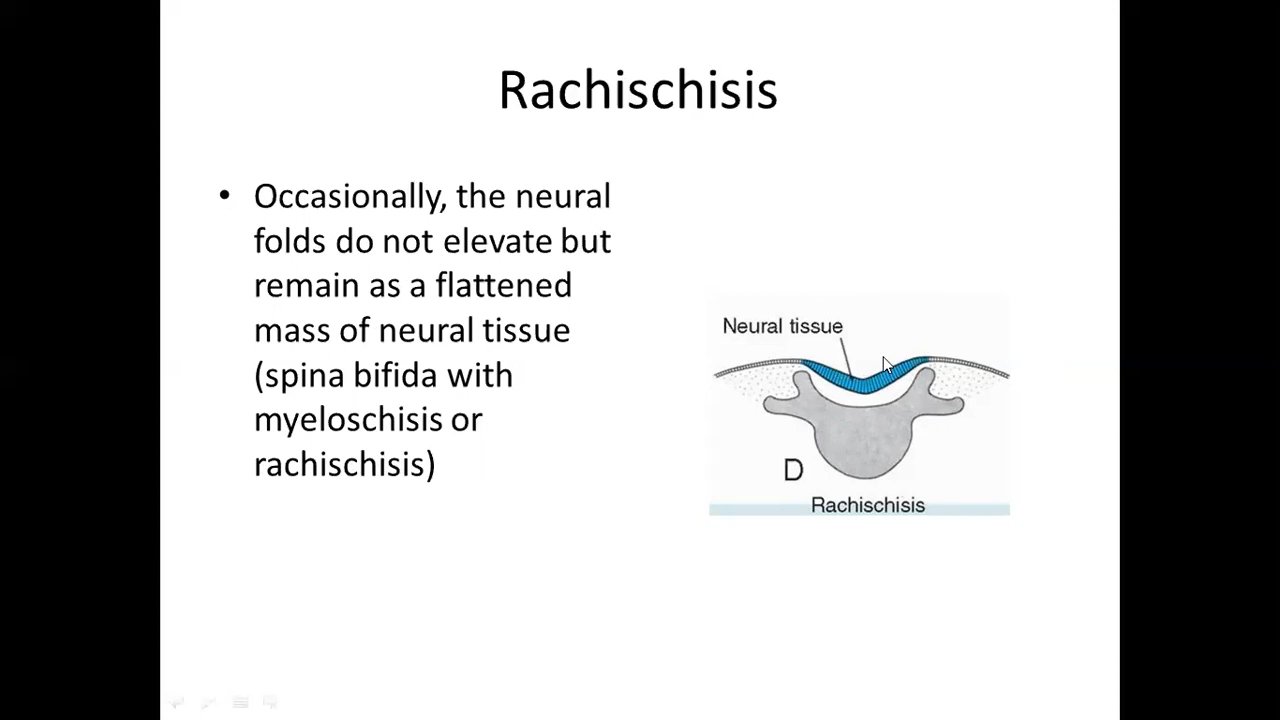 Rachischisis
• Occasionally, the neural
folds do not elevate but
remain as a flattened
mass of neural tissue
(spina bifida with
myeloschisis or
rachischisis)
Neural tissue
D
Rachischisis